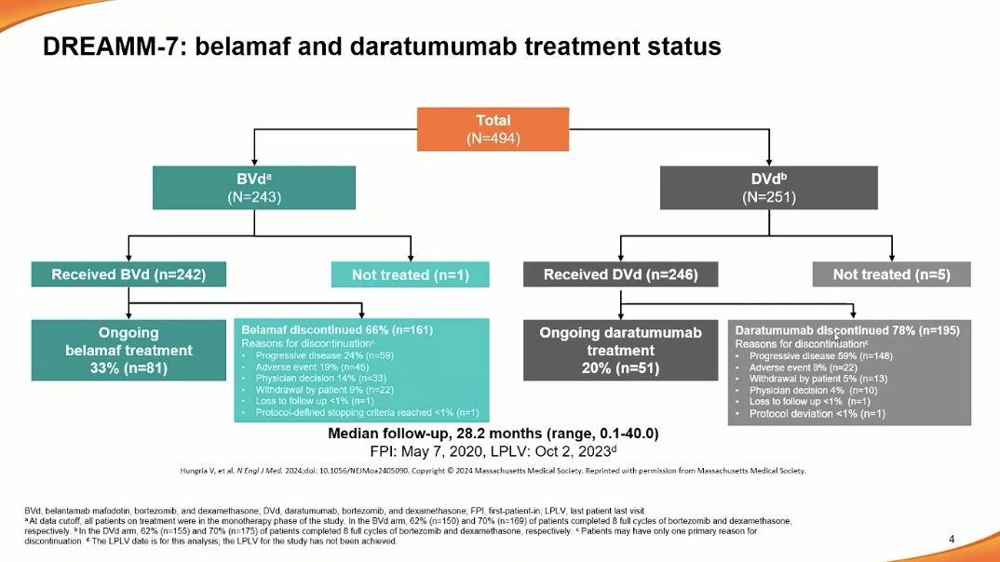 DREAMM-7: belamaf and daratumumab treatment status
Total
(N=494)
BVdᵃ
(N=243)
DVdᵇ
(N=251)
Received BVd (n=242)
Not treated (n=1)
Received DVd (n=246)
Not treated (n=5)
Ongoing
belamaf treatment
33% (n=81)
Belamaf discontinued 66% (n=161)
Reasons for discontinuationᶜ
• Progressive disease 24% (n=59)
• Adverse event 19% (n=45)
• Physician decision 14% (n=33)
• Withdrawal by patient 9% (n=22)
• Loss to follow up <1% (n=1)
• Protocol-defined stopping criteria reached <1% (n=1)
Ongoing daratumumab
treatment
20% (n=51)
Daratumumab discontinued 78% (n=195)
Reasons for discontinuationᶜ
• Progressive disease 59% (n=148)
• Adverse event 9% (n=22)
• Withdrawal by patient 5% (n=13)
• Physician decision 4% (n=10)
• Loss to follow up <1% (n=1)
• Protocol deviation <1% (n=1)
Median follow-up, 28.2 months (range, 0.1-40.0)
FPI: May 7, 2020, LPLV: Oct 2, 2023ᵈ
Hungria V, et al. N Engl J Med. 2024;doi: 10.1056/NEJMoa2405090. Copyright © 2024 Massachusetts Medical Society. Reprinted with permission from Massachusetts Medical Society.
BVd, belantamab mafodotin, bortezomib, and dexamethasone; DVd, daratumumab, bortezomib, and dexamethasone; FPI, first-patient-in; LPLV, last patient last visit.
ᵃ At data cutoff, all patients on treatment were in the monotherapy phase of the study. In the BVd arm, 62% (n=150) and 70% (n=169) of patients completed 8 full cycles of bortezomib and dexamethasone,
respectively. ᵇ In the DVd arm, 62% (n=155) and 70% (n=175) of patients completed 8 full cycles of bortezomib and dexamethasone, respectively. ᶜ Patients may have only one primary reason for
discontinuation. ᵈ The LPLV date is for this analysis; the LPLV for the study has not been achieved.
4